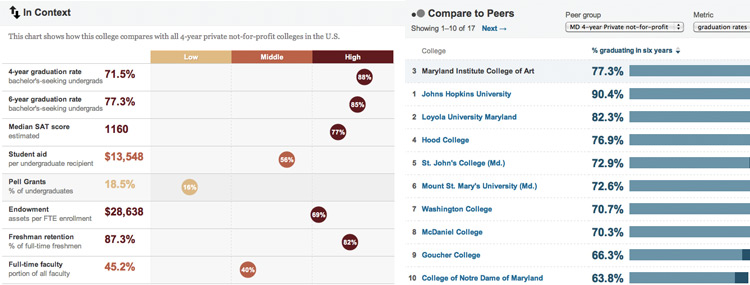 In Context
This chart shows how this college compares with all 4-year private not-for-profit colleges in the U.S.
Low Middle High
4-year graduation rate 71.5%
bachelor's-seeking undergrads
88%
6-year graduation rate 77.3%
bachelor's-seeking undergrads
85%
Median SAT score 1160
estimated
77%
Student aid $13,548
per undergraduate recipient
56%
Pell Grants 18.5%
% of undergraduates
16%
Endowment $28,638
assets per FTE enrollment
69%
Freshman retention 87.3%
% of full-time freshmen
82%
Full-time faculty 45.2%
portion of all faculty
40%
Compare to Peers
Showing 1–10 of 17 Next →
Peer group
MD 4-year Private not-for-profit
Metric
graduation rates
College % graduating in six years
3 Maryland Institute College of Art 77.3%
1 Johns Hopkins University 90.4%
2 Loyola University Maryland 82.3%
4 Hood College 76.9%
5 St. John's College (Md.) 72.9%
6 Mount St. Mary's University (Md.) 72.6%
7 Washington College 70.7%
8 McDaniel College 70.3%
9 Goucher College 66.3%
10 College of Notre Dame of Maryland 63.8%